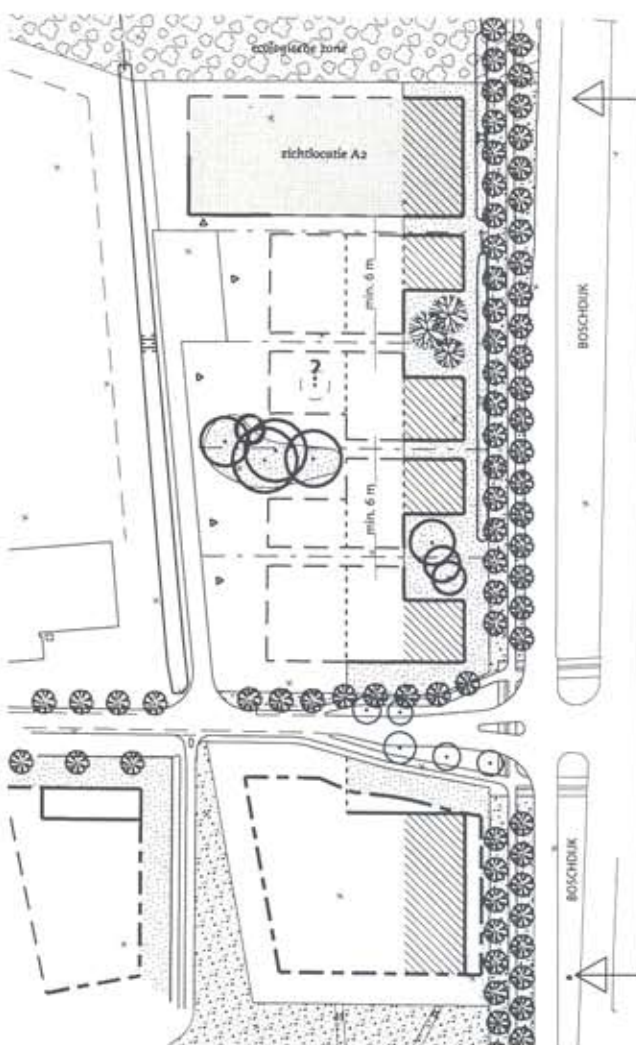 ecologische zone
zichtlocatie A2
min. 6 m
BOSCHDIJK
?
min. 6 m
BOSCHDIJK